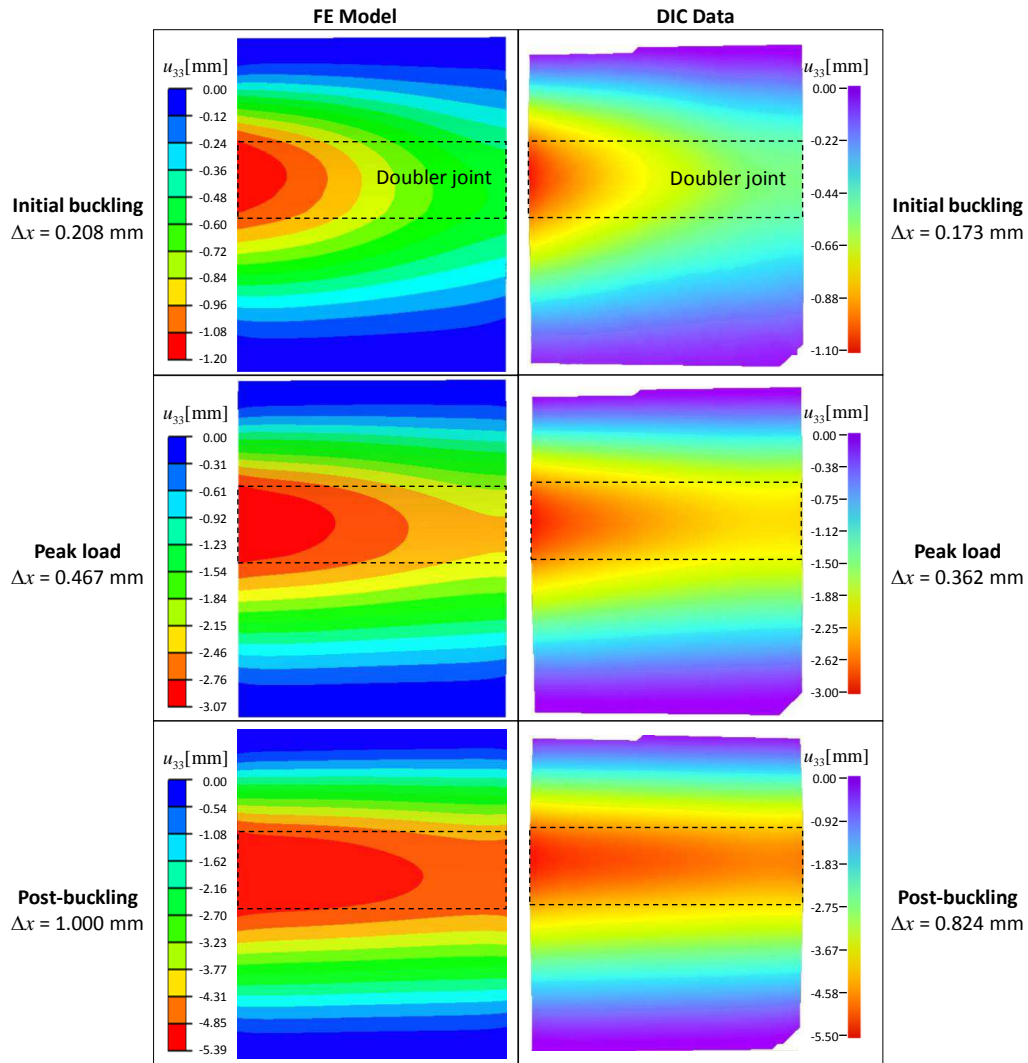 FE Model
DIC Data
u33[mm]
0.00
-0.12
-0.24
-0.36
-0.48
-0.60
-0.72
-0.84
-0.96
-1.08
-1.20
Doubler joint
Initial buckling
Δx = 0.208 mm
u33[mm]
0.00
-0.22
-0.44
-0.66
-0.88
-1.10
Doubler joint
Initial buckling
Δx = 0.173 mm
u33[mm]
0.00
-0.31
-0.61
-0.92
-1.23
-1.54
-1.84
-2.15
-2.46
-2.76
-3.07
Peak load
Δx = 0.467 mm
u33[mm]
0.00
-0.38
-0.75
-1.12
-1.50
-1.88
-2.25
-2.62
-3.00
Peak load
Δx = 0.362 mm
u33[mm]
0.00
-0.54
-1.08
-1.62
-2.16
-2.70
-3.23
-3.77
-4.31
-4.85
-5.39
Post-buckling
Δx = 1.000 mm
u33[mm]
0.00
-0.92
-1.83
-2.75
-3.67
-4.58
-5.50
Post-buckling
Δx = 0.824 mm